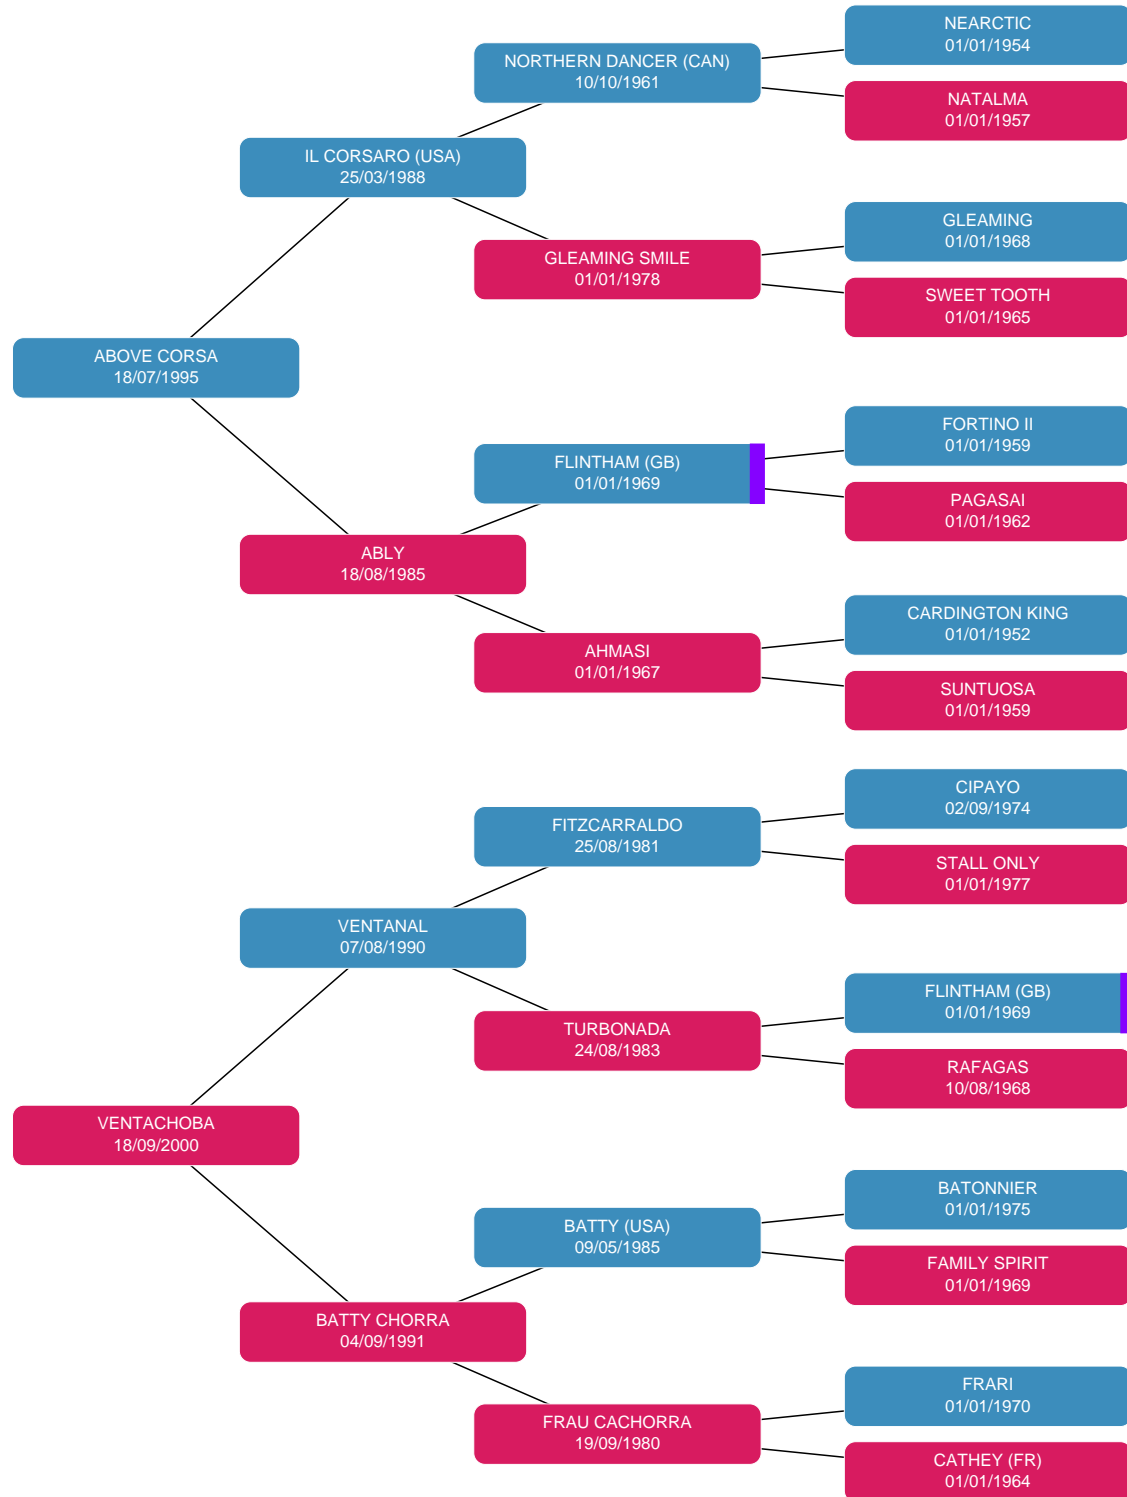 NEARCTIC
01/01/1954
NORTHERN DANCER (CAN)
10/10/1961
NATALMA
01/01/1957
IL CORSARO (USA)
25/03/1988
GLEAMING
01/01/1968
GLEAMING SMILE
01/01/1978
SWEET TOOTH
01/01/1965
ABOVE CORSA
18/07/1995
FORTINO II
01/01/1959
FLINTHAM (GB)
01/01/1969
PAGASAI
01/01/1962
ABLY
18/08/1985
CARDINGTON KING
01/01/1952
AHMASI
01/01/1967
SUNTUOSA
01/01/1959
CIPAYO
02/09/1974
FITZCARRALDO
25/08/1981
STALL ONLY
01/01/1977
VENTANAL
07/08/1990
FLINTHAM (GB)
01/01/1969
TURBONADA
24/08/1983
RAFAGAS
10/08/1968
VENTACHOBA
18/09/2000
BATONNIER
01/01/1975
BATTY (USA)
09/05/1985
FAMILY SPIRIT
01/01/1969
BATTY CHORRA
04/09/1991
FRARI
01/01/1970
FRAU CACHORRA
19/09/1980
CATHEY (FR)
01/01/1964